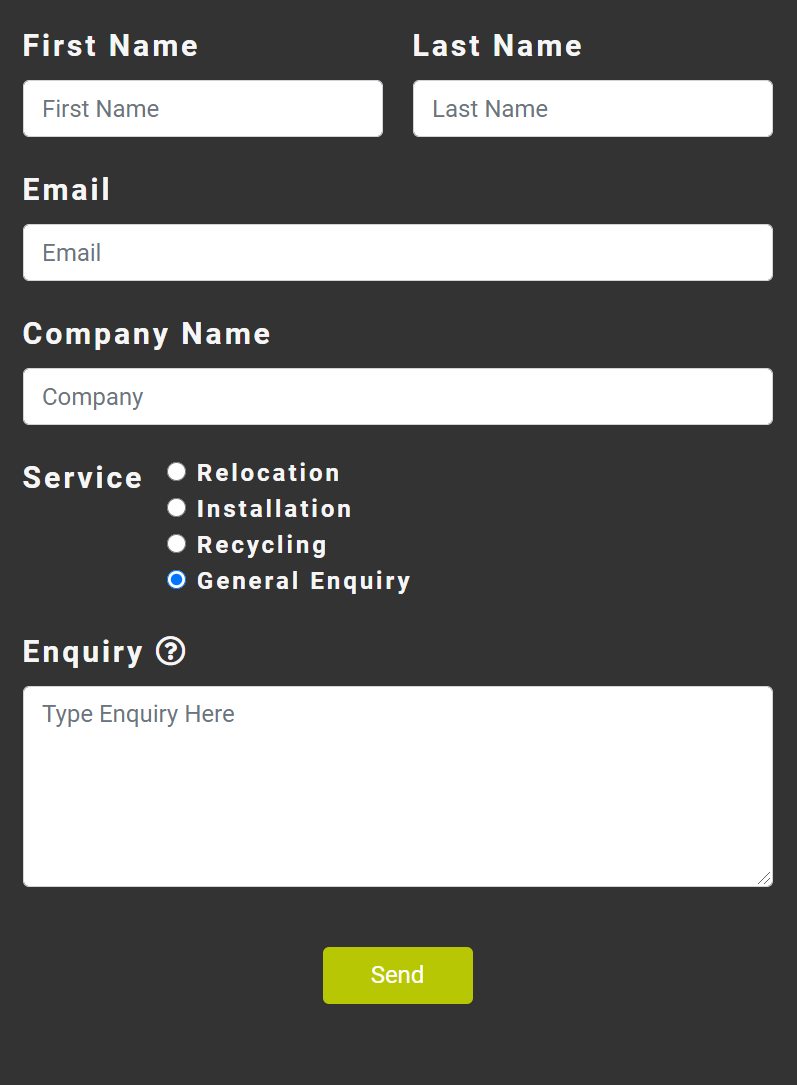 First Name
Last Name
First Name
Last Name
Email
Email
Company Name
Company
Service
Relocation
Installation
Recycling
General Enquiry
Enquiry ?
Type Enquiry Here
Send